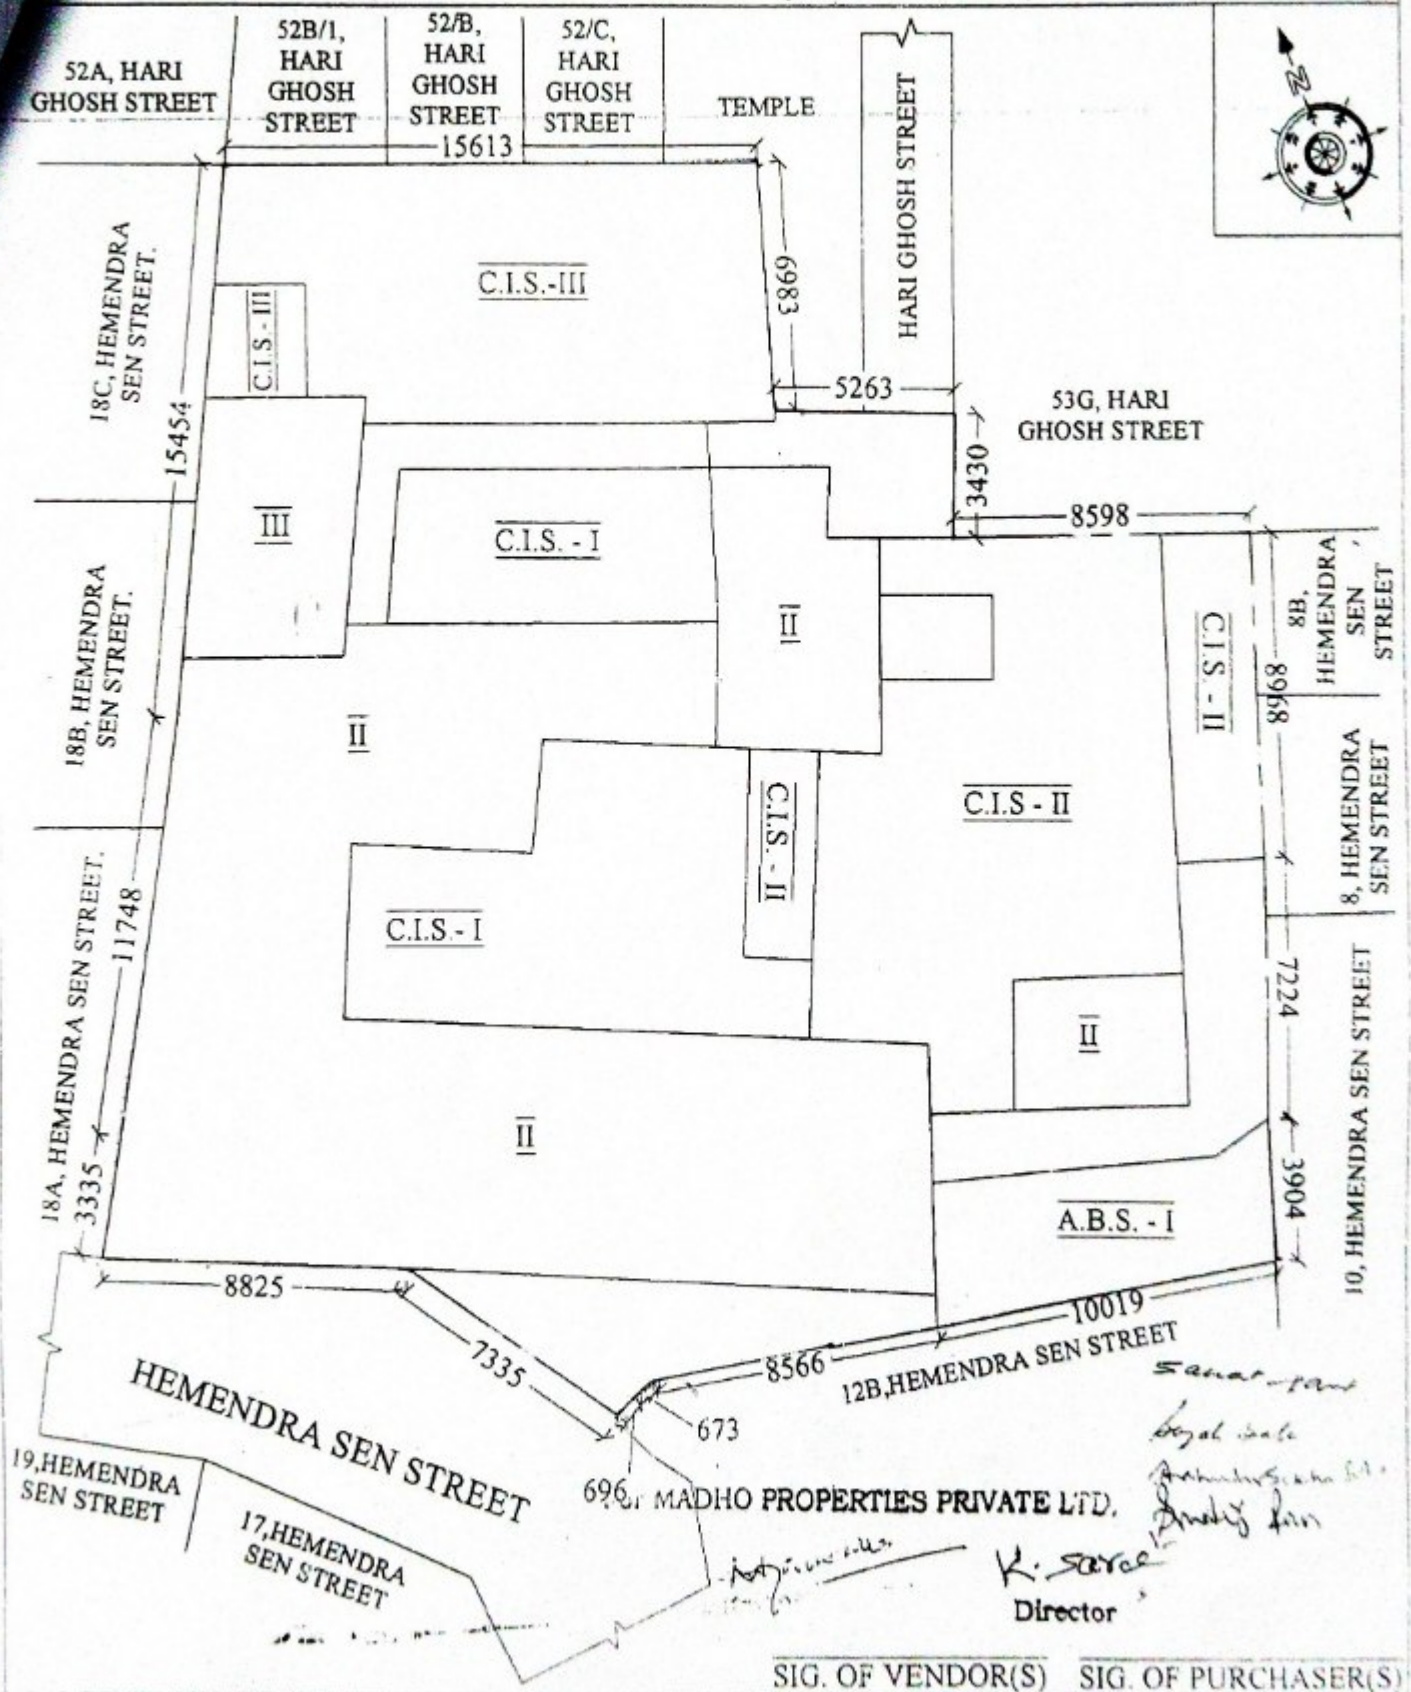 52A, HARI
GHOSH STREET
52B/1,
HARI
GHOSH
STREET
52/B,
HARI
GHOSH
STREET
52/C,
HARI
GHOSH
STREET
TEMPLE
HARI GHOSH STREET
N
15613
18C, HEMENDRA
SEN STREET.
15454
C.I.S.-III
C.I.S - III
6983
5263
53G, HARI
GHOSH STREET
3430
8598
III
C.I.S. - I
II
C.I.S - II
8B,
HEMENDRA
SEN
STREET
8968
18B, HEMENDRA
SEN STREET.
II
C.I.S. - II
C.I.S - II
8, HEMENDRA
SEN STREET
18A, HEMENDRA SEN STREET.
11748
C.I.S.- I
7224
II
10, HEMENDRA SEN STREET
II
3335
3904
A.B.S. - I
8825
7335
8566
10019
12B,HEMENDRA SEN STREET
673
696
HEMENDRA SEN STREET
19,HEMENDRA
SEN STREET
17,HEMENDRA
SEN STREET
MADHO PROPERTIES PRIVATE LTD.
Director
SIG. OF VENDOR(S)
SIG. OF PURCHASER(S)